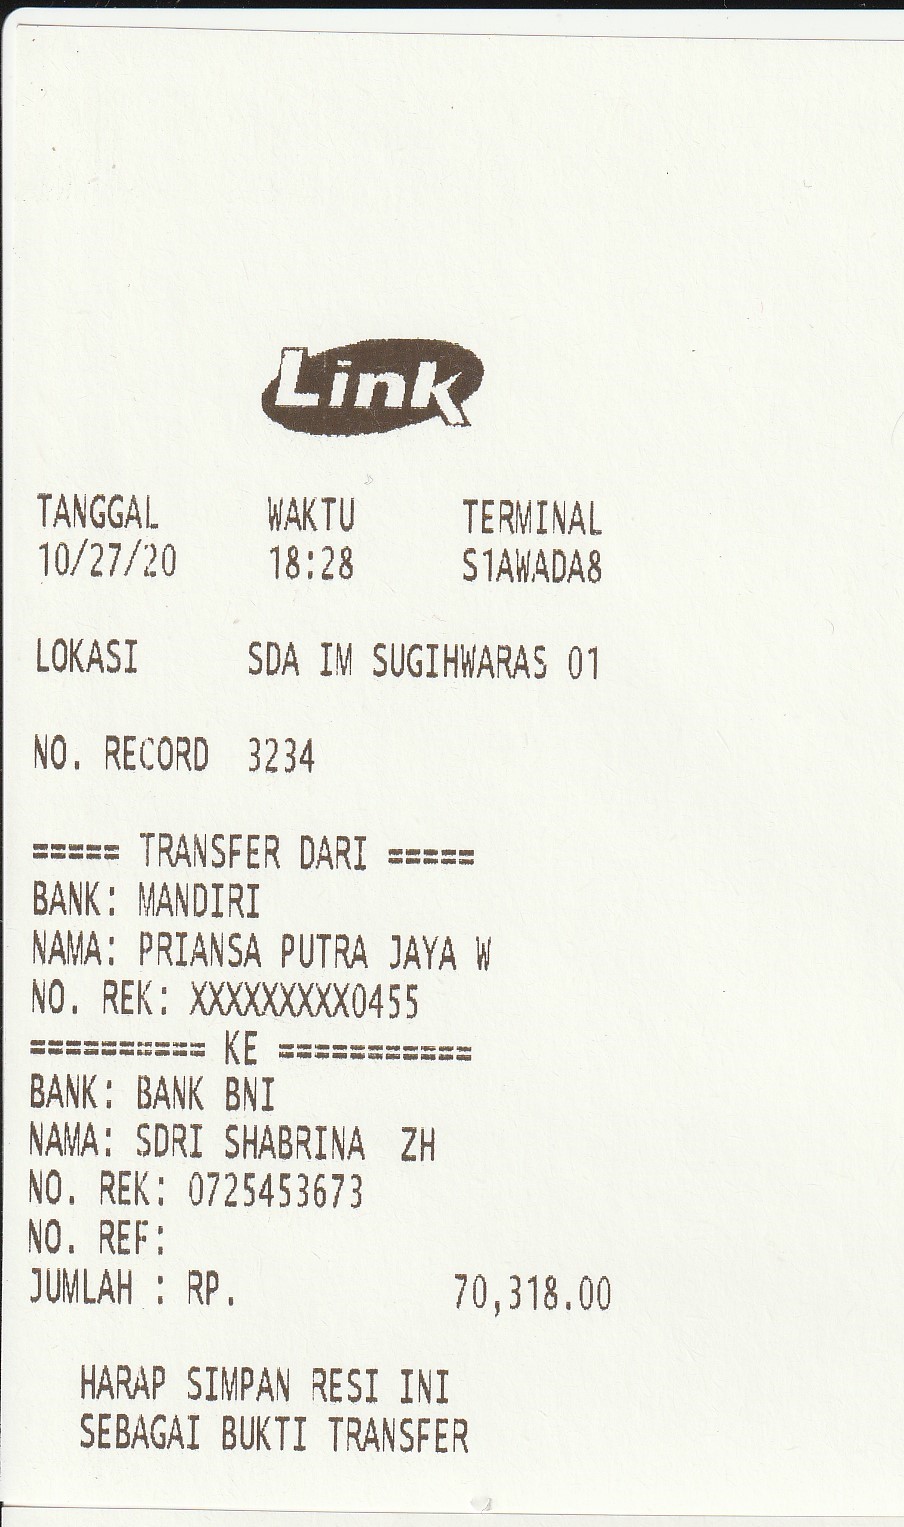 Link
TANGGAL WAKTU TERMINAL
10/27/20 18:28 S1AWADA8
LOKASI SDA IM SUGIHWARAS 01
NO. RECORD 3234
===== TRANSFER DARI =====
BANK: MANDIRI
NAMA: PRIANSA PUTRA JAYA W
NO. REK: XXXXXXXXX0455
========== KE ===========
BANK: BANK BNI
NAMA: SDRI SHABRINA ZH
NO. REK: 0725453673
NO. REF:
JUMLAH : RP. 70,318.00
HARAP SIMPAN RESI INI
SEBAGAI BUKTI TRANSFER